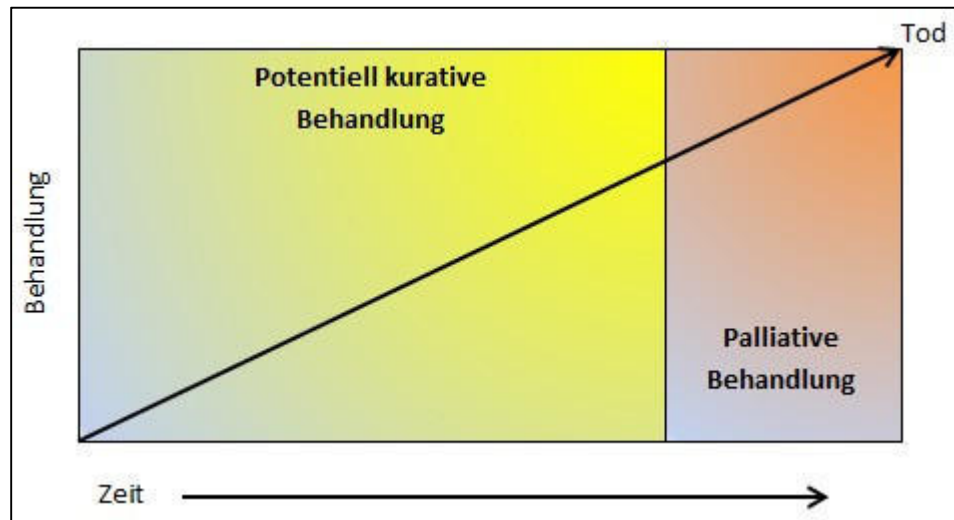 Tod
Potentiell kurative
Behandlung
Behandlung
Palliative
Behandlung
Zeit